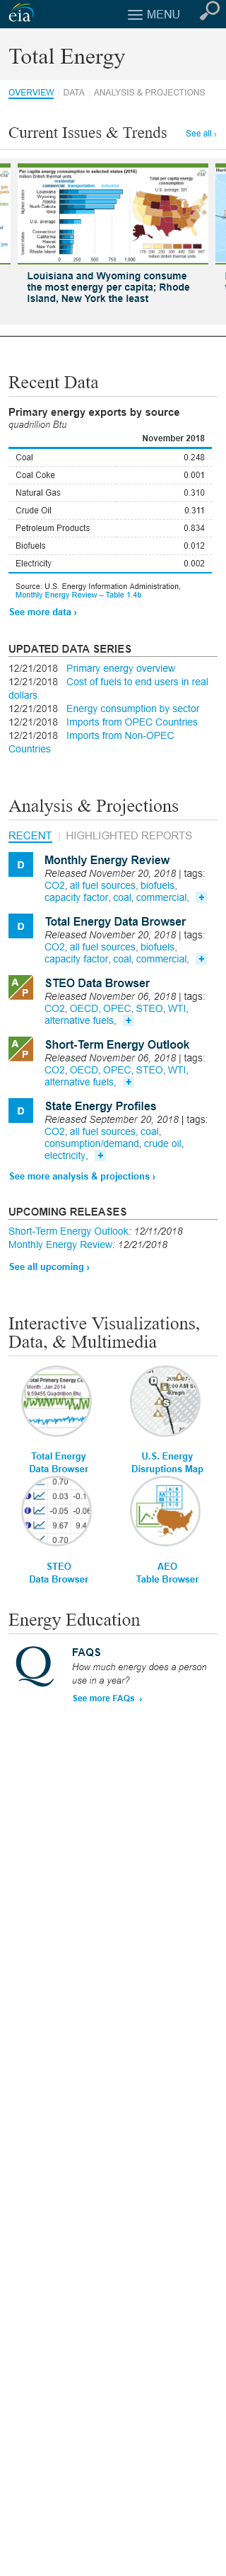 eia
MENU
Total Energy
OVERVIEW | DATA | ANALYSIS & PROJECTIONS
Current Issues & Trends
See all ›
Per capita energy consumption in selected states (2016)
million British thermal units
residential
commercial transportation industrial
Louisiana
Wyoming
Alaska
North Dakota
Iowa
U.S. average
Connecticut
California
Hawaii
New York
Rhode Island
0 250 500 750 1,000
Total per capita energy consumption
eia
million British thermal units
Louisiana and Wyoming consume
the most energy per capita; Rhode
Island, New York the least
Recent Data
Primary energy exports by source
quadrillion Btu
November 2018
Coal 0.248
Coal Coke 0.001
Natural Gas 0.310
Crude Oil 0.311
Petroleum Products 0.834
Biofuels 0.012
Electricity 0.002
Source: U.S. Energy Information Administration,
Monthly Energy Review – Table 1.4b
See more data ›
UPDATED DATA SERIES
12/21/2018 Primary energy overview
12/21/2018 Cost of fuels to end users in real
dollars
12/21/2018 Energy consumption by sector
12/21/2018 Imports from OPEC Countries
12/21/2018 Imports from Non-OPEC
Countries
Analysis & Projections
RECENT | HIGHLIGHTED REPORTS
D
Monthly Energy Review
Released November 20, 2018 | tags:
CO2, all fuel sources, biofuels,
capacity factor, coal, commercial, +
D
Total Energy Data Browser
Released November 20, 2018 | tags:
CO2, all fuel sources, biofuels,
capacity factor, coal, commercial, +
A P
STEO Data Browser
Released November 06, 2018 | tags:
CO2, OECD, OPEC, STEO, WTI,
alternative fuels, +
A P
Short-Term Energy Outlook
Released November 06, 2018 | tags:
CO2, OECD, OPEC, STEO, WTI,
alternative fuels, +
D
State Energy Profiles
Released September 20, 2018 | tags:
CO2, all fuel sources, coal,
consumption/demand, crude oil,
electricity, +
See more analysis & projections ›
UPCOMING RELEASES
Short-Term Energy Outlook: 12/11/2018
Monthly Energy Review: 12/21/2018
See all upcoming ›
Interactive Visualizations,
Data, & Multimedia
Total Primary Energy Co
Month : Jan 2014
9.59455 Quadrillion Btu
Total Energy
Data Browser
U.S. Energy
Disruptions Map
0.70
0.03 -0.1
-0.05 -0.06
9.67 9.4
0.70
STEO
Data Browser
AEO
Table Browser
Energy Education
Q
FAQS
How much energy does a person
use in a year?
See more FAQs ›